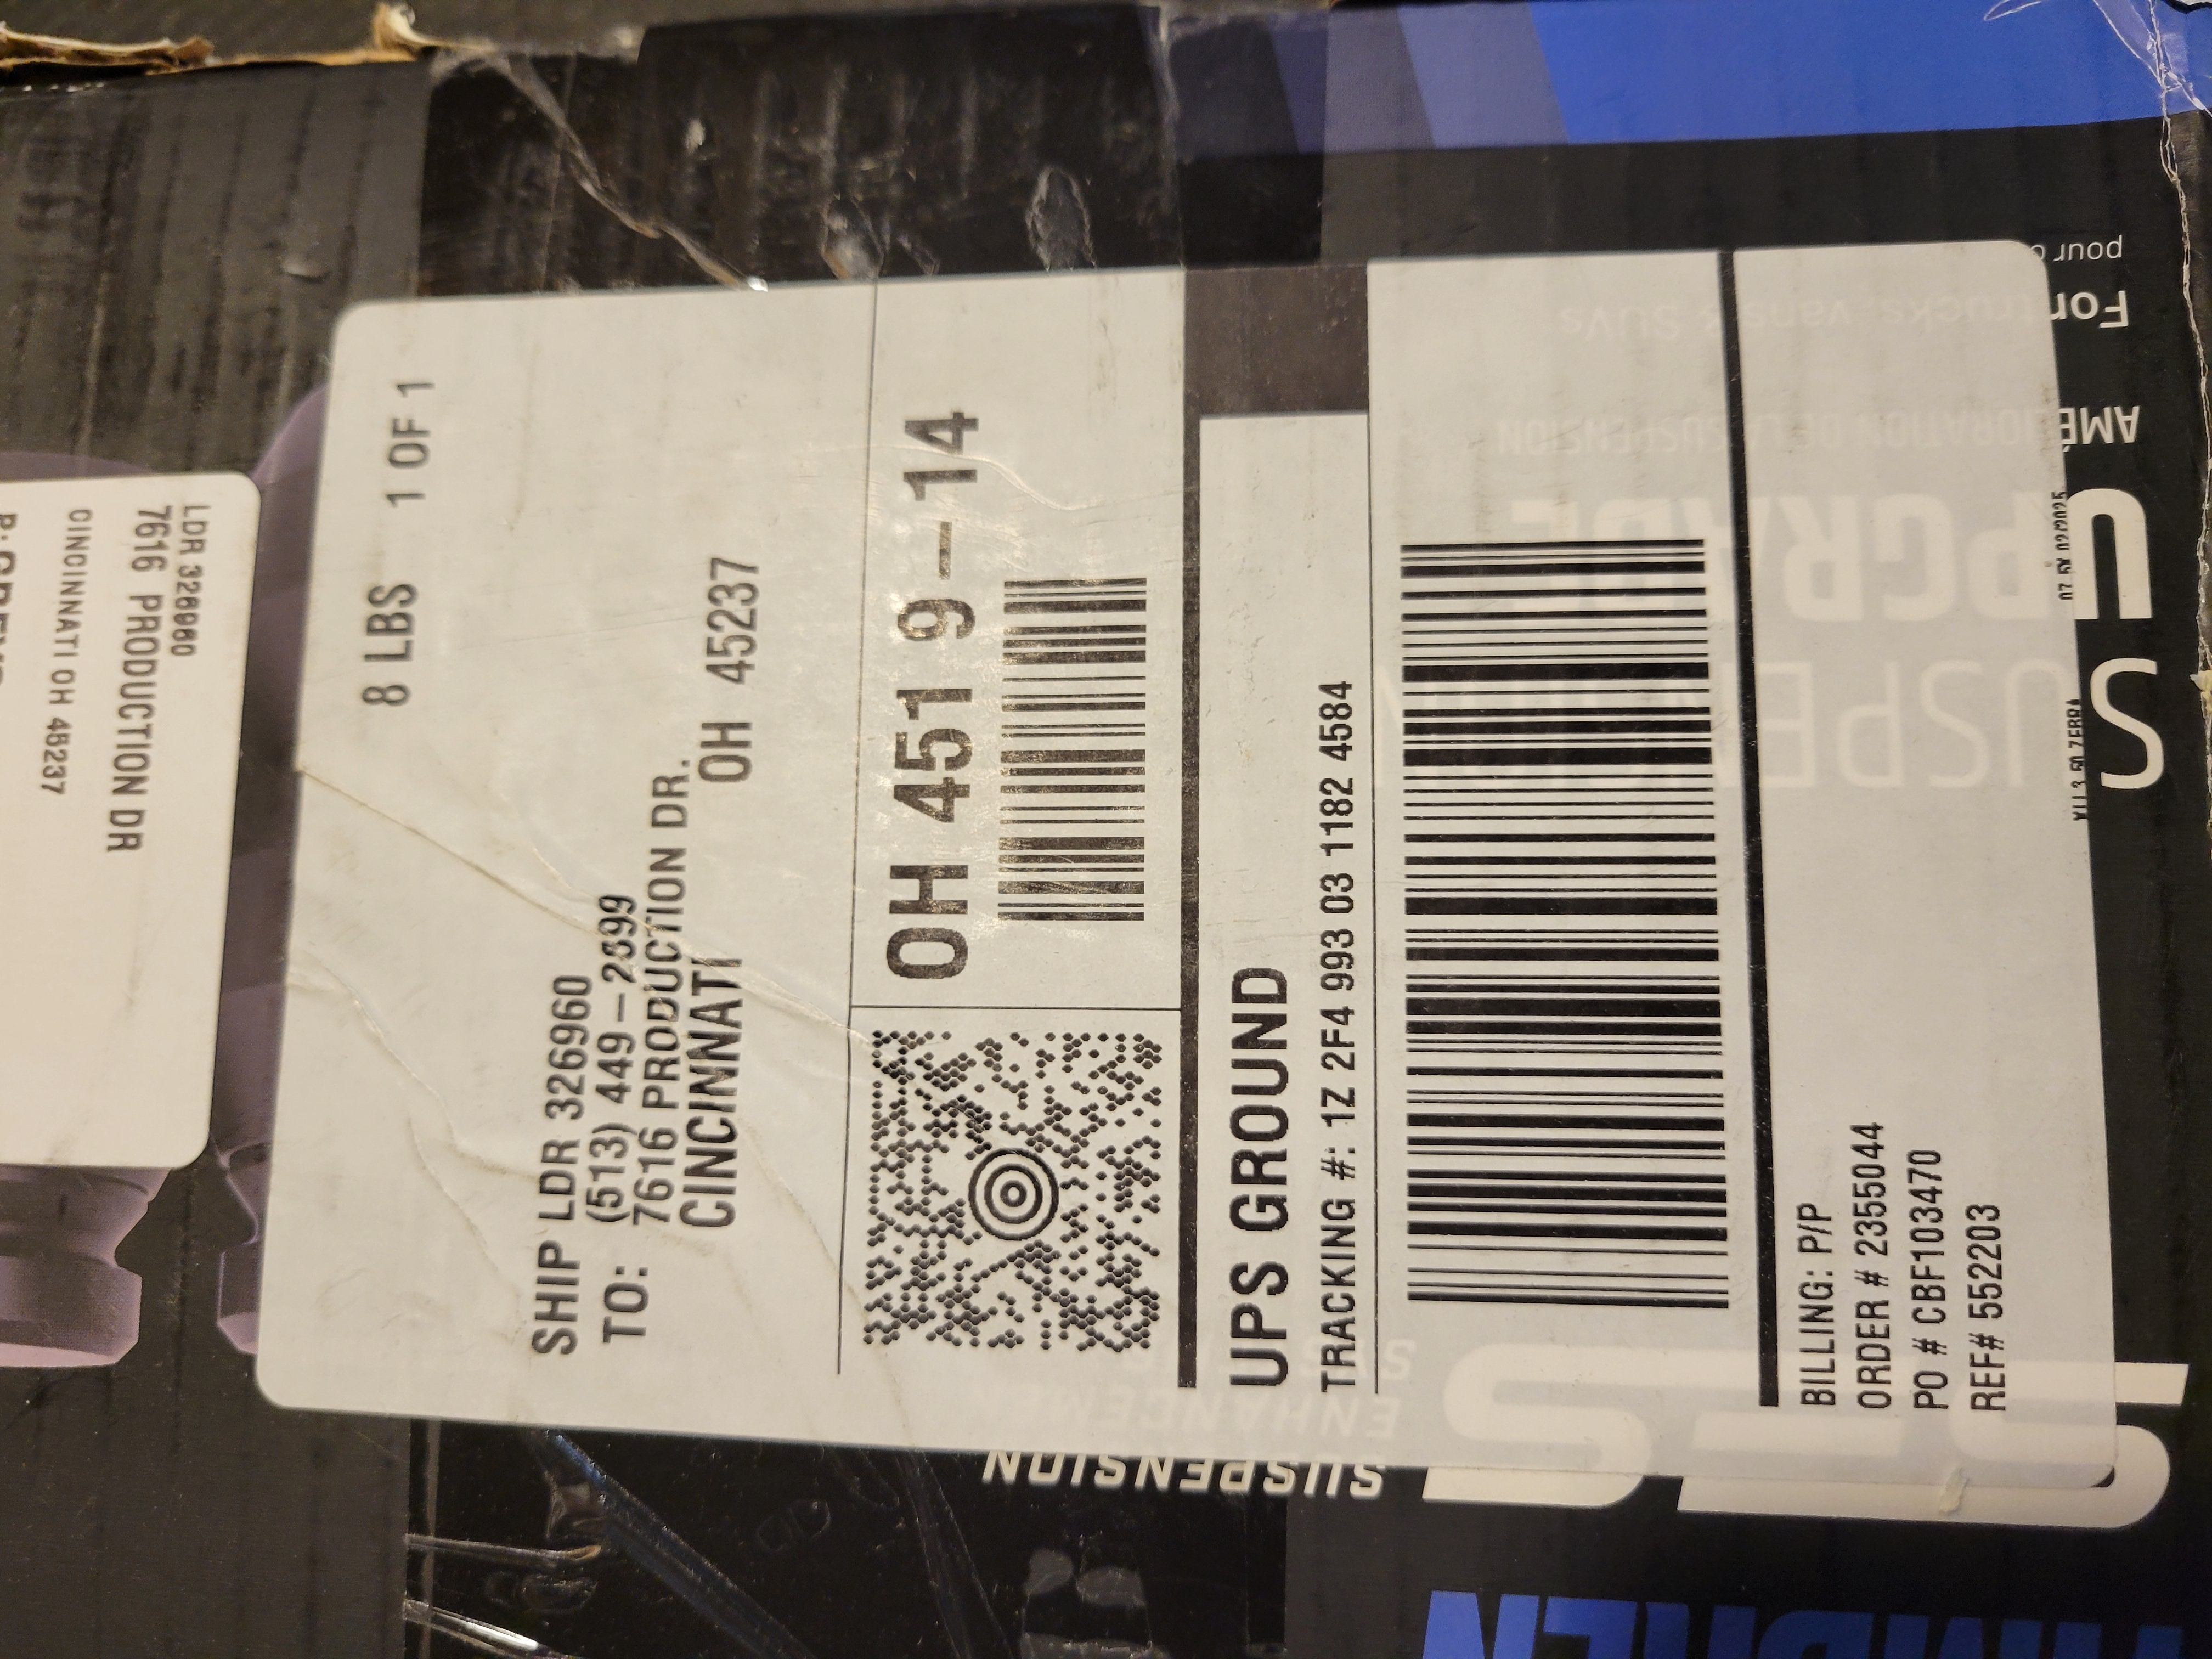 8 LBS 1 OF 1
SHIP LDR 326960
TO: (513) 449-2399
7616 PRODUCTION DR.
CINCINNATI OH 45237
OH 451 9-14
UPS GROUND
TRACKING #: 1Z 2F4 993 03 1182 4584
BILLING: P/P
ORDER # 2355044
PO # CBF103470
REF# 552203
LDR 326960
7616 PRODUCTION DR
CINCINNATI OH 45237
TIMBREN
SES
SUSPENSION
ENHANCEMENT
SUSPENSION
UPGRADE
AMÉLIORATION DE LA SUSPENSION
For trucks, vans & SUVs
pour